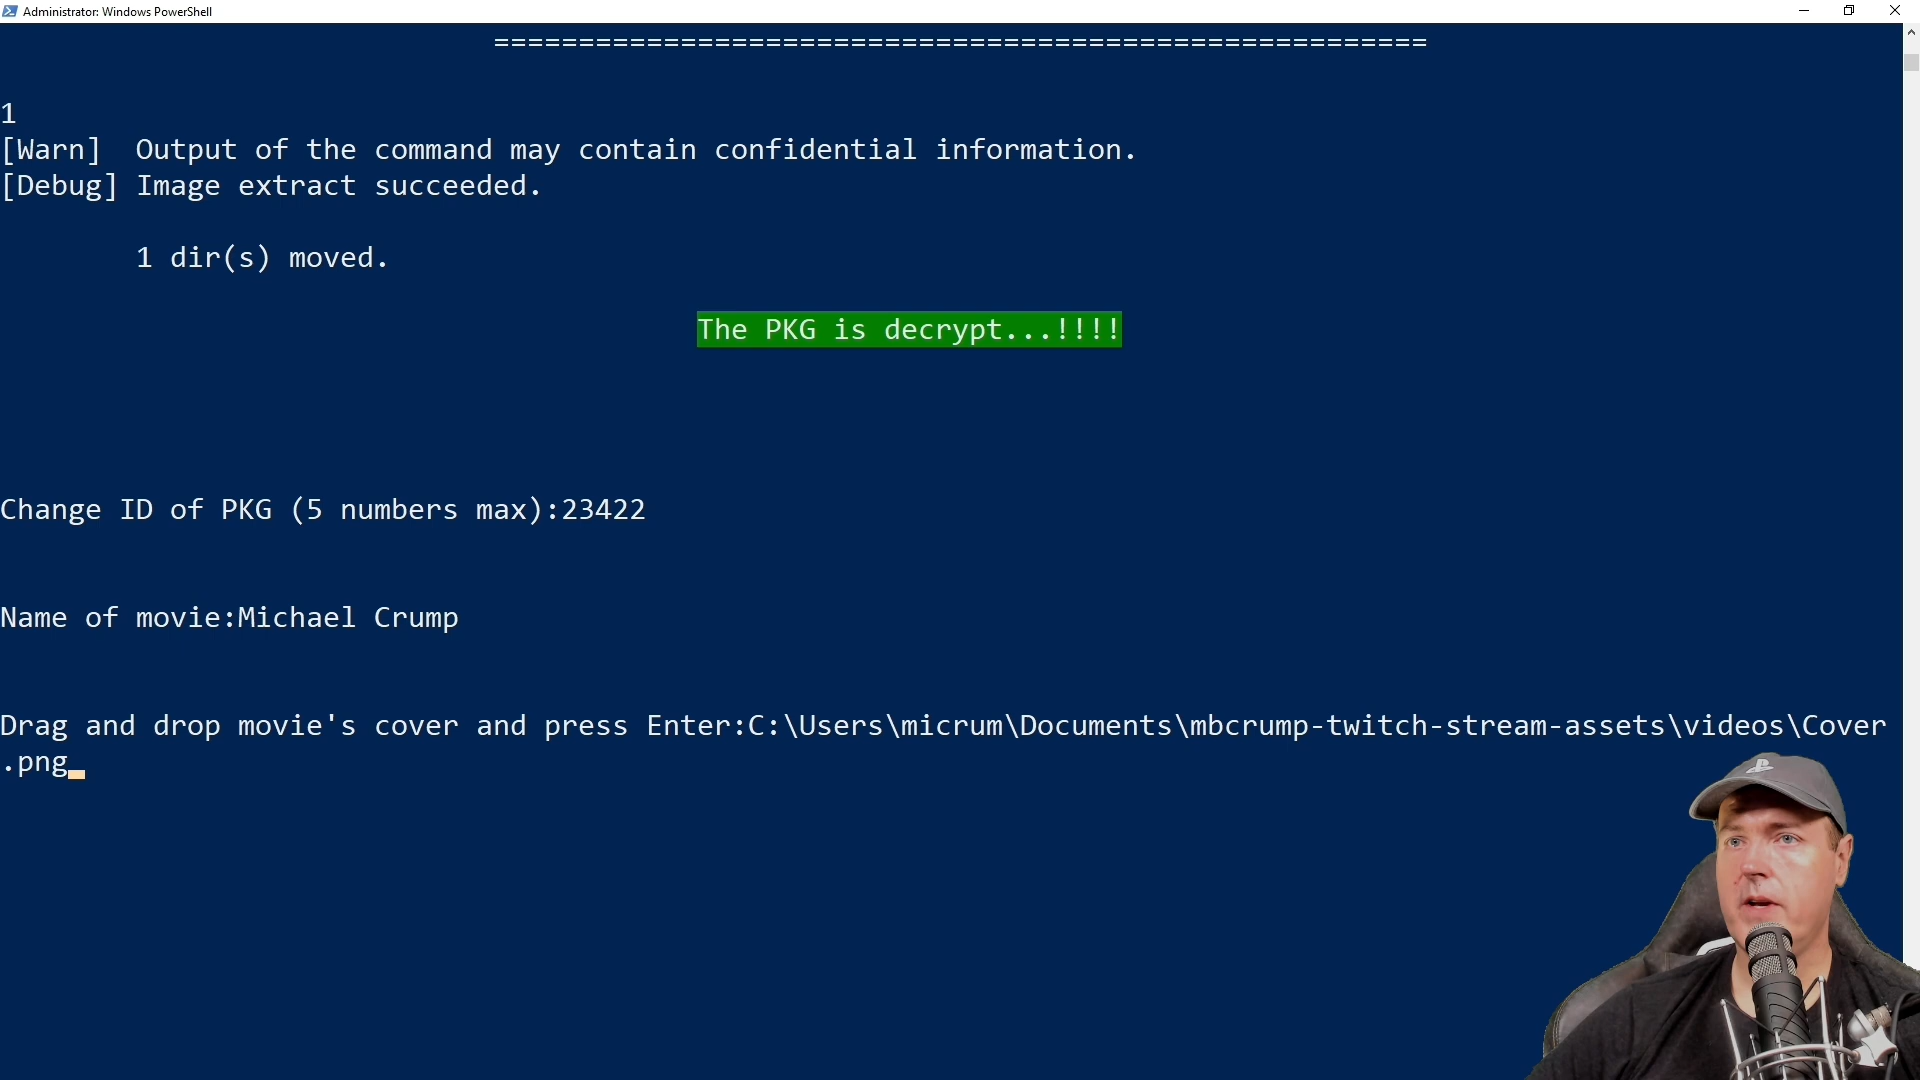 Administrator: Windows PowerShell
=======================================================
1
[Warn]  Output of the command may contain confidential information.
[Debug] Image extract succeeded.
1 dir(s) moved.
The PKG is decrypt...!!!!
Change ID of PKG (5 numbers max):23422
Name of movie:Michael Crump
Drag and drop movie's cover and press Enter:C:\Users\micrum\Documents\mbcrump-twitch-stream-assets\videos\Cover
.png